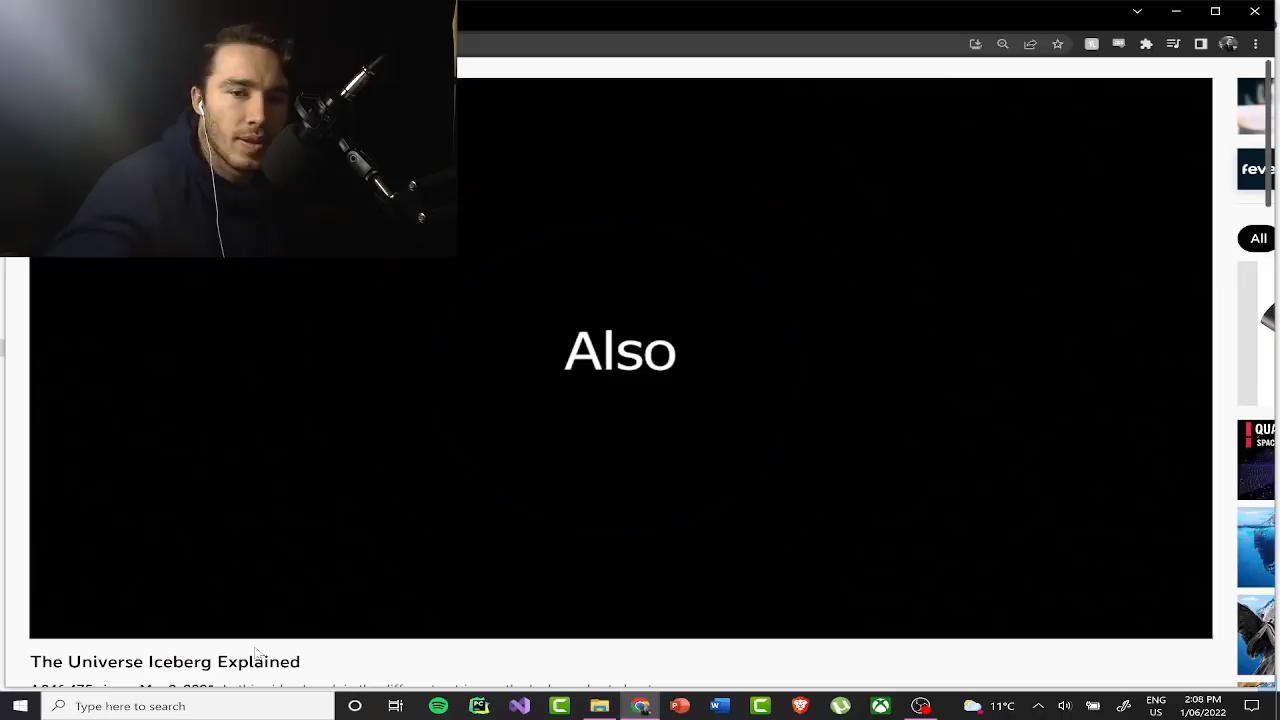 feve
All
Also
QUA
SPAC
The Universe Iceberg Explained
Type here to search
11°C
ENG
US
2:08 PM
1/06/2022